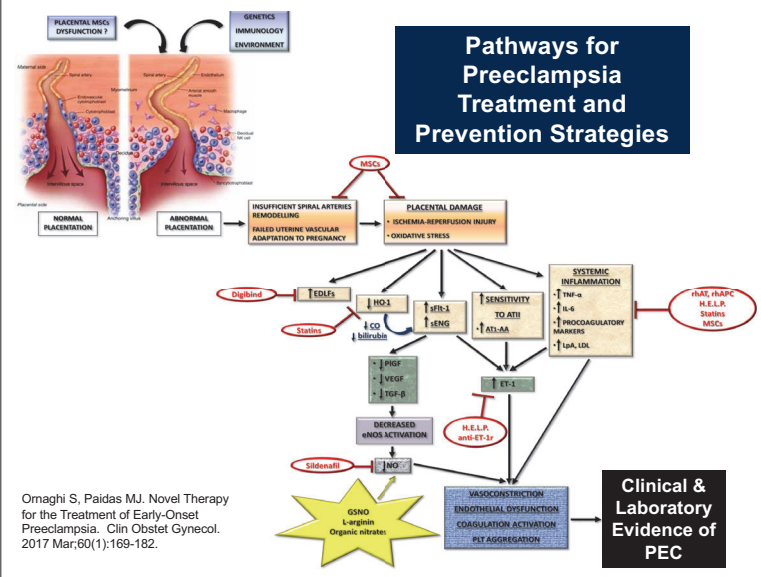 PLACENTAL MSCs
DYSFUNCTION ?
GENETICS
IMMUNOLOGY
ENVIRONMENT
Pathways for
Preeclampsia
Treatment and
Prevention Strategies
Maternal side
Spiral artery
Myometrium
Endovascular
cytotrophoblast
Cytotrophoblast
Decidua
Intervillous space
Placental side
Spiral artery
Endothelium
Arterial smooth
muscle
Macrophage
Decidual
Syncytiotrophoblast
Intervillous space
Anchoring villus
NORMAL
PLACENTATION
ABNORMAL
PLACENTATION
MSCs
INSUFFICIENT SPIRAL ARTERIES
REMODELLING
FAILED UTERINE VASCULAR
ADAPTATION TO PREGNANCY
PLACENTAL DAMAGE
• ISCHEMIA-REPERFUSION INJURY
• OXIDATIVE STRESS
Digibind
↑EDLFs
Statins
↓ HO-1
↓ CO
↓ bilirubin
↑ sFlt-1
↑ sENG
↑ SENSITIVITY
TO ATII
•↑ AT1-AA
SYSTEMIC
INFLAMMATION
•↑ TNF-α
•↑ IL-6
•↑ PROCOAGULATORY
MARKERS
•↑ LpA, LDL
rhAT, rhAPC
H.E.L.P.
Statins
MSCs
•↓ PlGF
•↓ VEGF
•↓ TGF-β
↑ ET-1
DECREASED
eNOS ACTIVATION
H.E.L.P.
anti-ET-1r
Sildenafil
↓NO
GSNO
L-arginin
Organic nitrates
VASOCONSTRICTION
ENDOTHELIAL DYSFUNCTION
COAGULATION ACTIVATION
PLT AGGREGATION
Clinical &
Laboratory
Evidence of
PEC
Ornaghi S, Paidas MJ. Novel Therapy
for the Treatment of Early-Onset
Preeclampsia. Clin Obstet Gynecol.
2017 Mar;60(1):169-182.